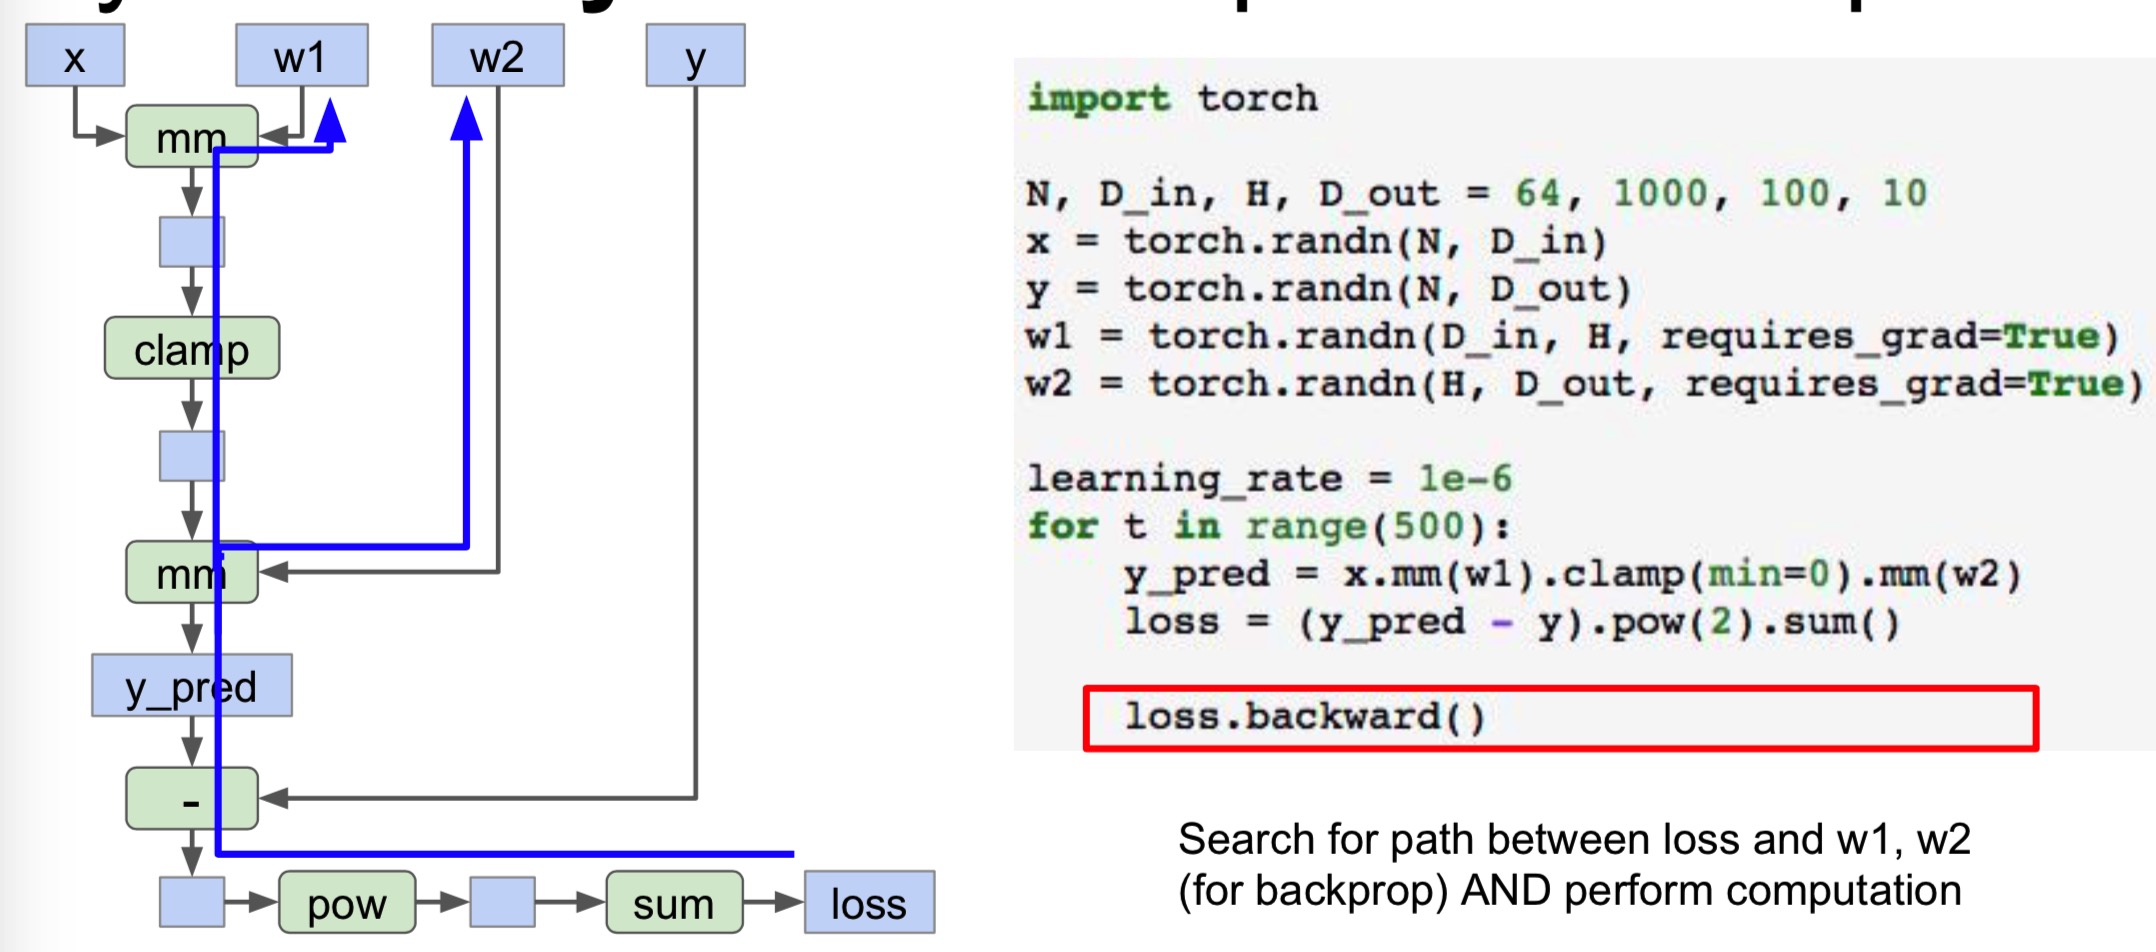 x w1 w2 y
mm
clamp
mm
y_pred
-
pow sum loss
import torch
N, D_in, H, D_out = 64, 1000, 100, 10
x = torch.randn(N, D_in)
y = torch.randn(N, D_out)
w1 = torch.randn(D_in, H, requires_grad=True)
w2 = torch.randn(H, D_out, requires_grad=True)
learning_rate = 1e-6
for t in range(500):
    y_pred = x.mm(w1).clamp(min=0).mm(w2)
    loss = (y_pred - y).pow(2).sum()
    loss.backward()
Search for path between loss and w1, w2
(for backprop) AND perform computation